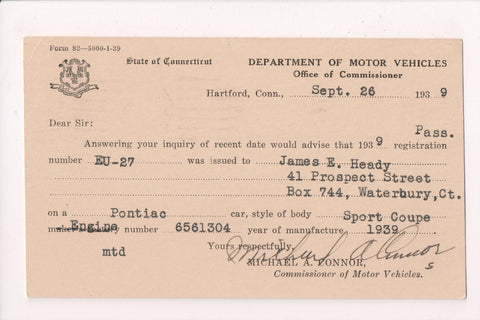 Form 82—5000-1-39
State of Connecticut
DEPARTMENT OF MOTOR VEHICLES
Office of Commissioner
Hartford, Conn., Sept. 26 1939
Dear Sir:
Pass.
Answering your inquiry of recent date would advise that 1939 registration
number EU-27 was issued to James E. Heady
41 Prospect Street
Box 744, Waterbury,Ct.
on a Pontiac car, style of body Sport Coupe
Engine number 6561304 year of manufacture 1939
Yours respectfully,
mtd
Michael A Connor
MICHAEL A. CONNOR,
s
Commissioner of Motor Vehicles.